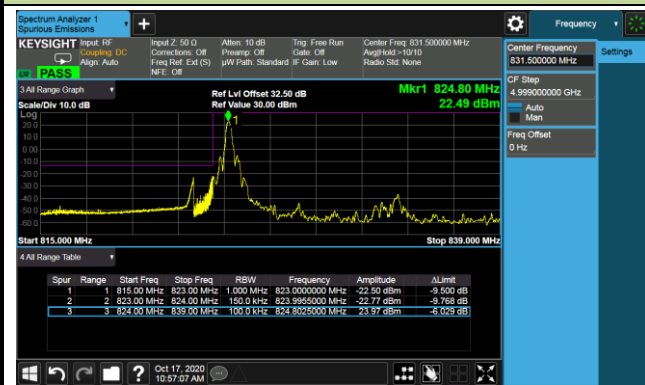 Spectrum Analyzer 1
Spurious Emissions
Frequency
KEYSIGHT
Input: RF
Coupling: DC
Align: Auto
Input Z: 50 Ω
Corrections: Off
Freq Ref: Ext (S)
NFE: Off
Atten: 10 dB
Preamp: Off
µW Path: Standard
Trig: Free Run
Gate: Off
IF Gain: Low
Center Freq: 831.500000 MHz
Avg|Hold:>10/10
Radio Std: None
PASS
Center Frequency
831.500000 MHz
Settings
CF Step
4.999000000 GHz
Auto
Man
Freq Offset
0 Hz
3 All Range Graph
Scale/Div 10.0 dB
Ref Lvl Offset 32.50 dB
Ref Value 30.00 dBm
Mkr1 824.80 MHz
22.49 dBm
Log
20.0
10.0
0.00
-10.0
-20.0
-30.0
-40.0
-50.0
-60.0
1
Start 815.000 MHz
Stop 839.000 MHz
4 All Range Table
Spur Range Start Freq Stop Freq RBW Frequency Amplitude ΔLimit
1 1 815.00 MHz 823.00 MHz 1.000 MHz 823.0000000 MHz -22.50 dBm -9.500 dB
2 2 823.00 MHz 824.00 MHz 150.0 kHz 823.9955000 MHz -22.77 dBm -9.768 dB
3 3 824.00 MHz 839.00 MHz 100.0 kHz 824.8025000 MHz 23.97 dBm -6.029 dB
Oct 17, 2020
10:57:07 AM